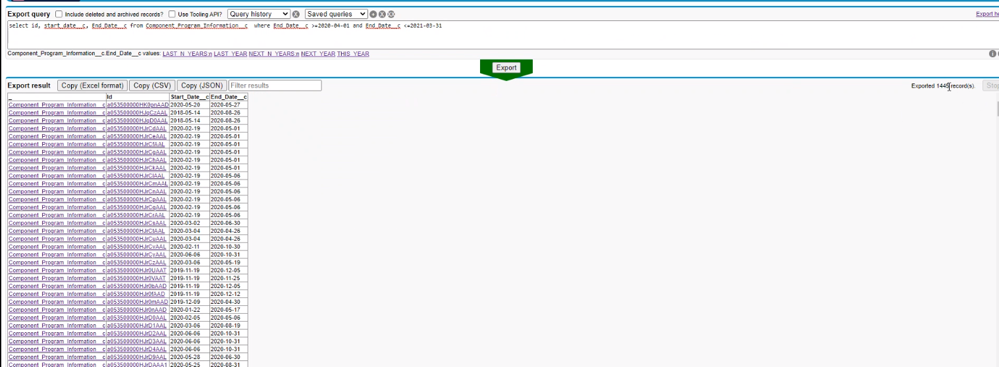 Export query Include deleted and archived records? Use Tooling API? Query history X Saved queries + X XX Export he
select id, start_date__c, End_Date__c from Component_Program_Information__c where End_Date__c >=2020-04-01 and End_Date__c <=2021-03-31
Component_Program_Information__c.End_Date__c values: LAST_N_YEARS:n LAST_YEAR NEXT_N_YEARS:n NEXT_YEAR THIS_YEAR i
Export
Export result Copy (Excel format) Copy (CSV) Copy (JSON) Filter results Exported 1445 record(s). Stop
_ Id Start_Date__c End_Date__c
Component_Program_Information__c a053500000HK0pnAAD 2020-05-20 2020-05-27
Component_Program_Information__c a053500000HJgCzAAL 2018-05-14 2020-08-26
Component_Program_Information__c a053500000HJgD0AAL 2018-05-14 2020-08-26
Component_Program_Information__c a053500000HJrCdAAL 2020-02-19 2020-05-01
Component_Program_Information__c a053500000HJrCeAAL 2020-02-19 2020-05-01
Component_Program_Information__c a053500000HJrCfAAL 2020-02-19 2020-05-01
Component_Program_Information__c a053500000HJrCgAAL 2020-02-19 2020-05-01
Component_Program_Information__c a053500000HJrChAAL 2020-02-19 2020-05-01
Component_Program_Information__c a053500000HJrCkAAL 2020-02-19 2020-05-01
Component_Program_Information__c a053500000HJrClAAL 2020-02-19 2020-05-06
Component_Program_Information__c a053500000HJrCmAAL 2020-02-19 2020-05-06
Component_Program_Information__c a053500000HJrCnAAL 2020-02-19 2020-05-06
Component_Program_Information__c a053500000HJrCpAAL 2020-02-19 2020-05-06
Component_Program_Information__c a053500000HJrCqAAL 2020-02-19 2020-05-06
Component_Program_Information__c a053500000HJrCrAAL 2020-02-19 2020-05-06
Component_Program_Information__c a053500000HJrCsAAL 2020-03-02 2020-06-30
Component_Program_Information__c a053500000HJrCtAAL 2020-03-04 2020-04-26
Component_Program_Information__c a053500000HJrCuAAL 2020-03-04 2020-04-26
Component_Program_Information__c a053500000HJrCvAAL 2020-02-11 2020-10-30
Component_Program_Information__c a053500000HJrCyAAL 2020-06-06 2020-10-31
Component_Program_Information__c a053500000HJrCzAAL 2020-03-06 2020-05-19
Component_Program_Information__c a053500000HJr0UAAT 2019-11-19 2020-12-05
Component_Program_Information__c a053500000HJr0VAAT 2019-11-19 2020-11-25
Component_Program_Information__c a053500000HJr0bAAD 2019-11-19 2020-12-05
Component_Program_Information__c a053500000HJr0fAAD 2019-11-19 2020-12-12
Component_Program_Information__c a053500000HJr0mAAD 2019-12-09 2020-04-30
Component_Program_Information__c a053500000HJr0nAAD 2020-01-22 2020-05-17
Component_Program_Information__c a053500000HJrD0AAL 2020-02-05 2020-05-06
Component_Program_Information__c a053500000HJrD1AAL 2020-03-06 2020-08-19
Component_Program_Information__c a053500000HJrD2AAL 2020-06-06 2020-10-31
Component_Program_Information__c a053500000HJrD3AAL 2020-06-06 2020-10-31
Component_Program_Information__c a053500000HJrD4AAL 2020-06-06 2020-10-31
Component_Program_Information__c a053500000HJrD9AAL 2020-05-28 2020-06-30
Component_Program_Information__c a053500000HJrDAAA1 2020-05-25 2020-08-31